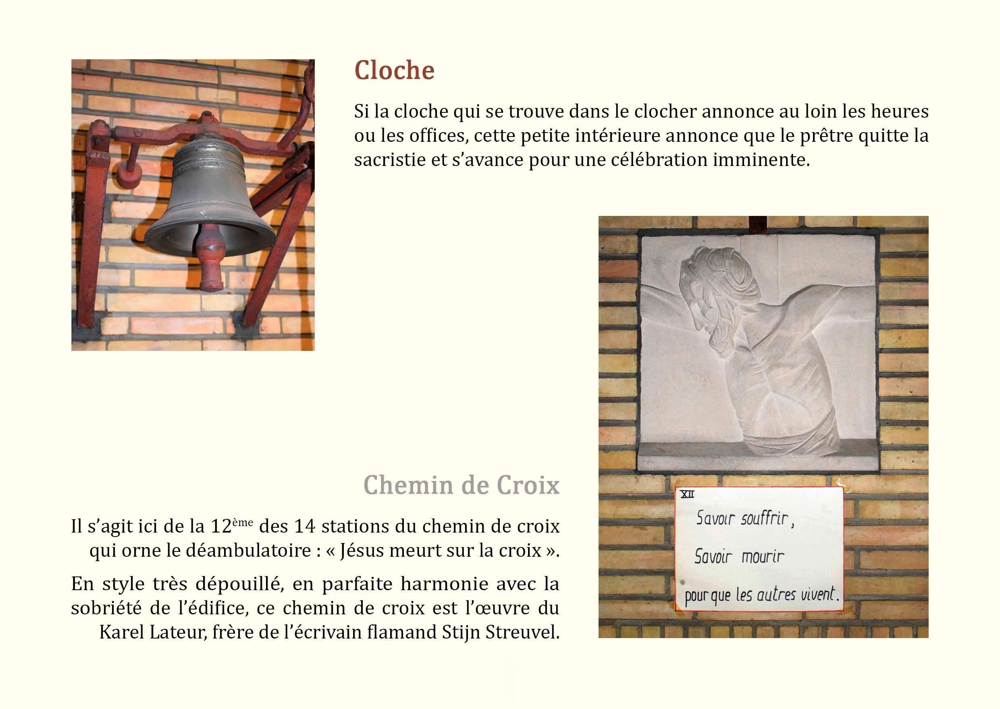 Cloche
Si la cloche qui se trouve dans le clocher annonce au loin les heures
ou les offices, cette petite intérieure annonce que le prêtre quitte la
sacristie et s’avance pour une célébration imminente.
Chemin de Croix
Il s’agit ici de la 12ème des 14 stations du chemin de croix
qui orne le déambulatoire : « Jésus meurt sur la croix ».
En style très dépouillé, en parfaite harmonie avec la
sobriété de l’édifice, ce chemin de croix est l’œuvre du
Karel Lateur, frère de l’écrivain flamand Stijn Streuvel.
XII
Savoir souffrir,
Savoir mourir
pour que les autres vivent.